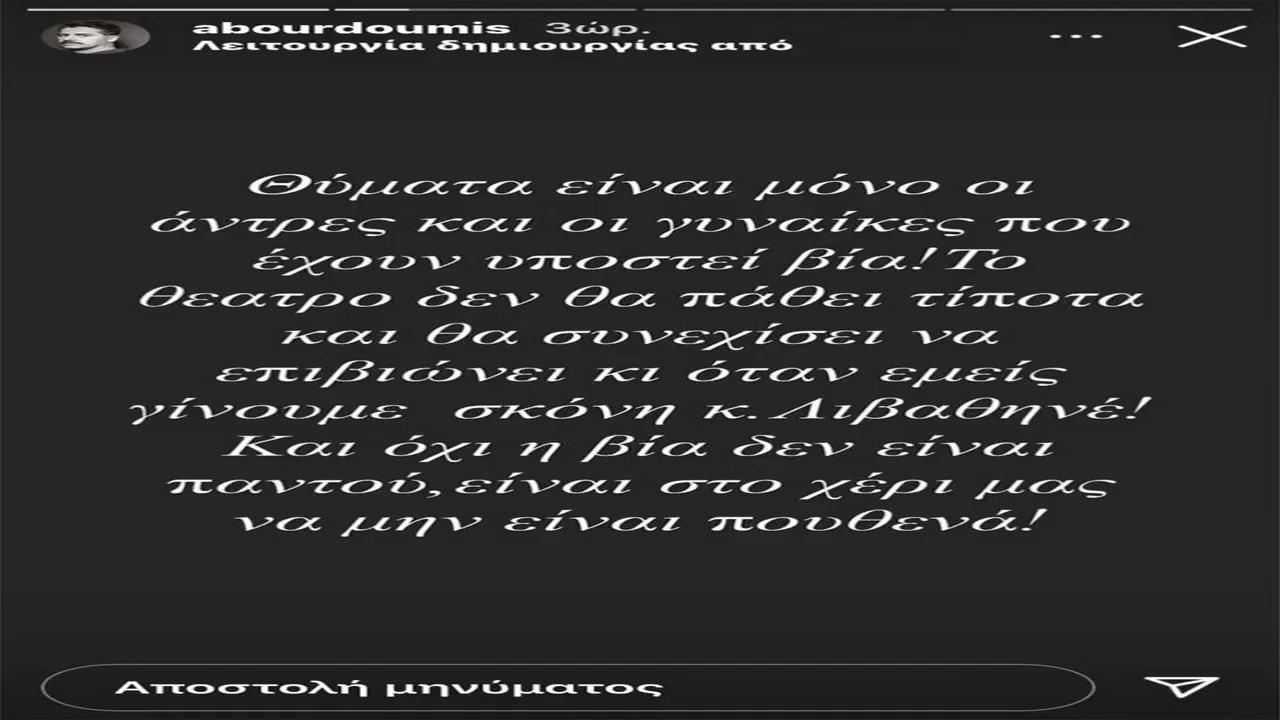 abourdoumis 3ώρ.
Λειτουργία δημιουργίας από
Θύματα είναι μόνο οι
άντρες και οι γυναίκες που
έχουν υποστεί βία!Το
θεατρο δεν θα πάθει τίποτα
και θα συνεχίσει να
επιβιώνει κι όταν εμείς
γίνουμε σκόνη κ.Λιβαθηνέ!
Και όχι η βία δεν είναι
παντού,είναι στο χέρι μας
να μην είναι πουθενά!
Αποστολή μηνύματος